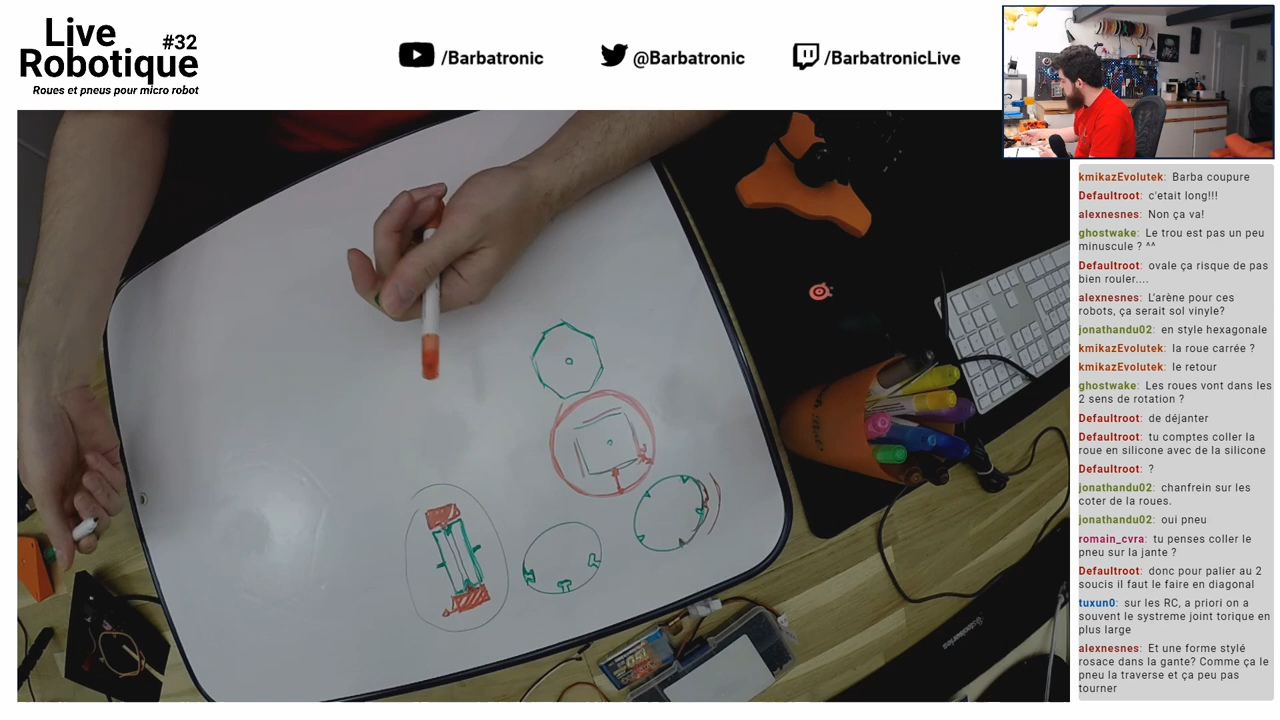 Live
Robotique #32
Roues et pneus pour micro robot
/Barbatronic
@Barbatronic
/BarbatronicLive
kmikazEvolutek: Barba coupure
Defaultroot: c'etait long!!!
alexnesnes: Non ça va!
ghostwake: Le trou est pas un peu
minuscule ? ^^
Defaultroot: ovale ça risque de pas
bien rouler....
alexnesnes: L'arène pour ces
robots, ça serait sol vinyle?
jonathandu02: en style hexagonale
kmikazEvolutek: la roue carrée ?
kmikazEvolutek: le retour
ghostwake: Les roues vont dans les
2 sens de rotation ?
Defaultroot: de déjanter
Defaultroot: tu comptes coller la
roue en silicone avec de la silicone
Defaultroot: ?
jonathandu02: chanfrein sur les
coter de la roues.
jonathandu02: oui pneu
romain_cvra: tu penses coller le
pneu sur la jante ?
Defaultroot: donc pour palier au 2
soucis il faut le faire en diagonal
tuxun0: sur les RC, a priori on a
souvent le systreme joint torique en
plus large
alexnesnes: Et une forme stylé
rosace dans la gante? Comme ça le
pneu la traverse et ça peu pas
tourner